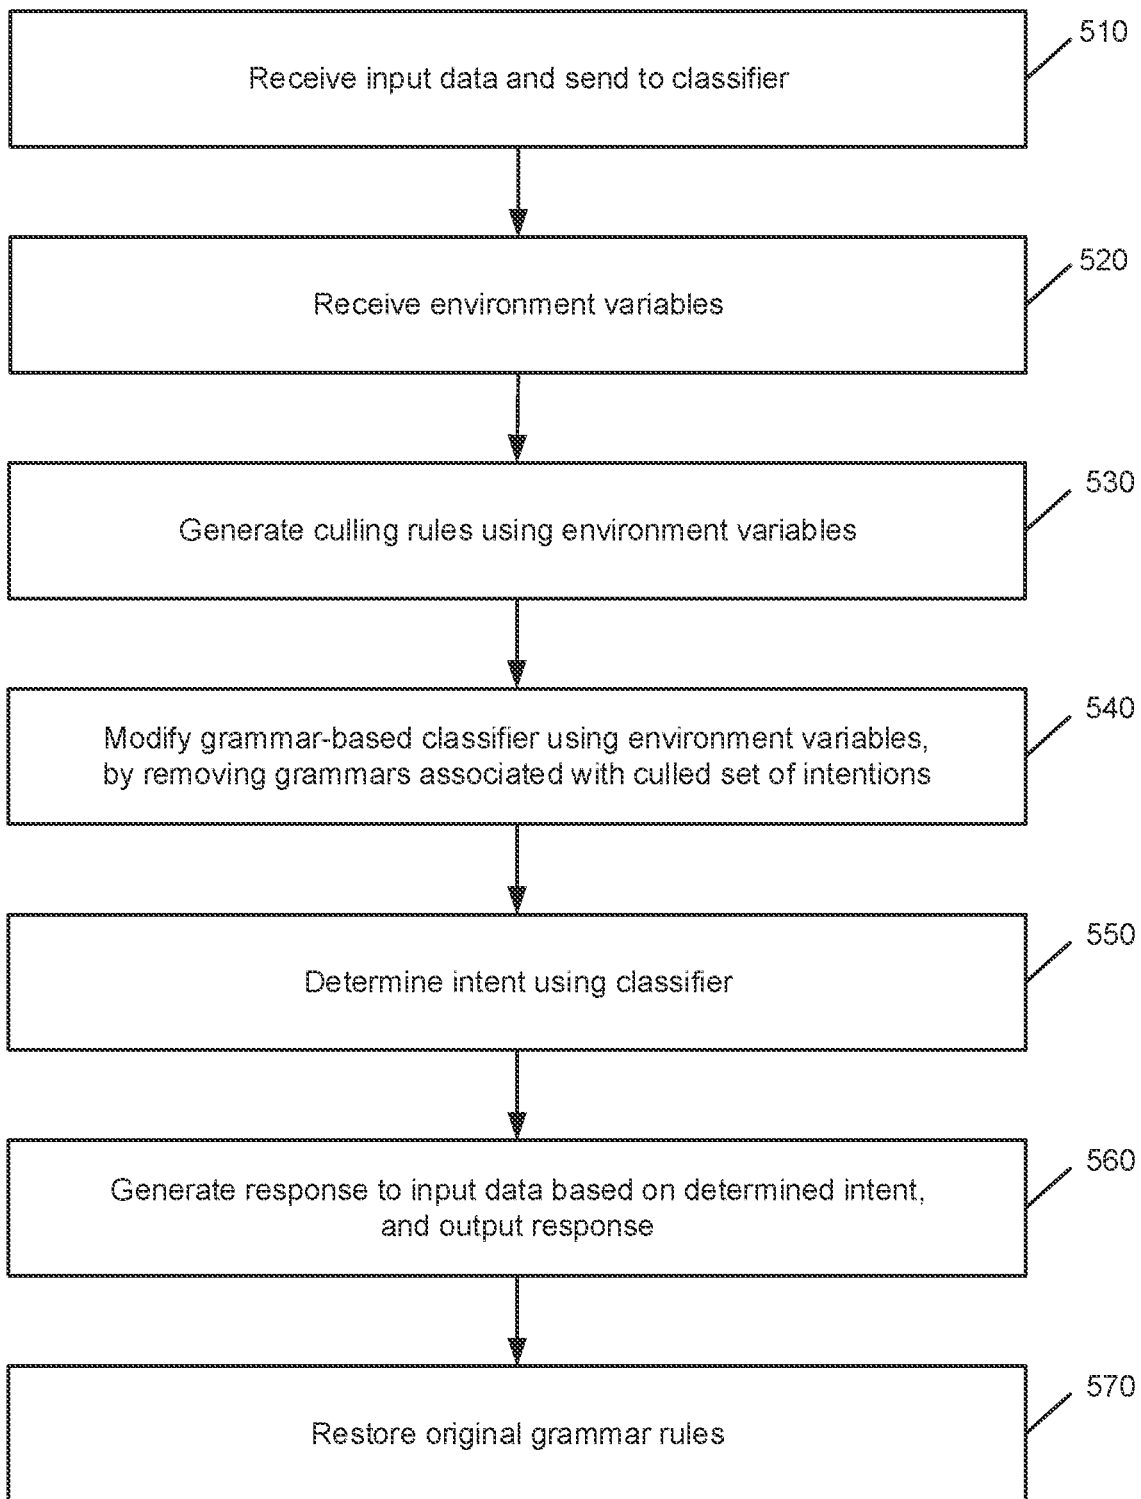 510
Receive input data and send to classifier
520
Receive environment variables
530
Generate culling rules using environment variables
540
Modify grammar-based classifier using environment variables,
by removing grammars associated with culled set of intentions
550
Determine intent using classifier
560
Generate response to input data based on determined intent,
and output response
570
Restore original grammar rules